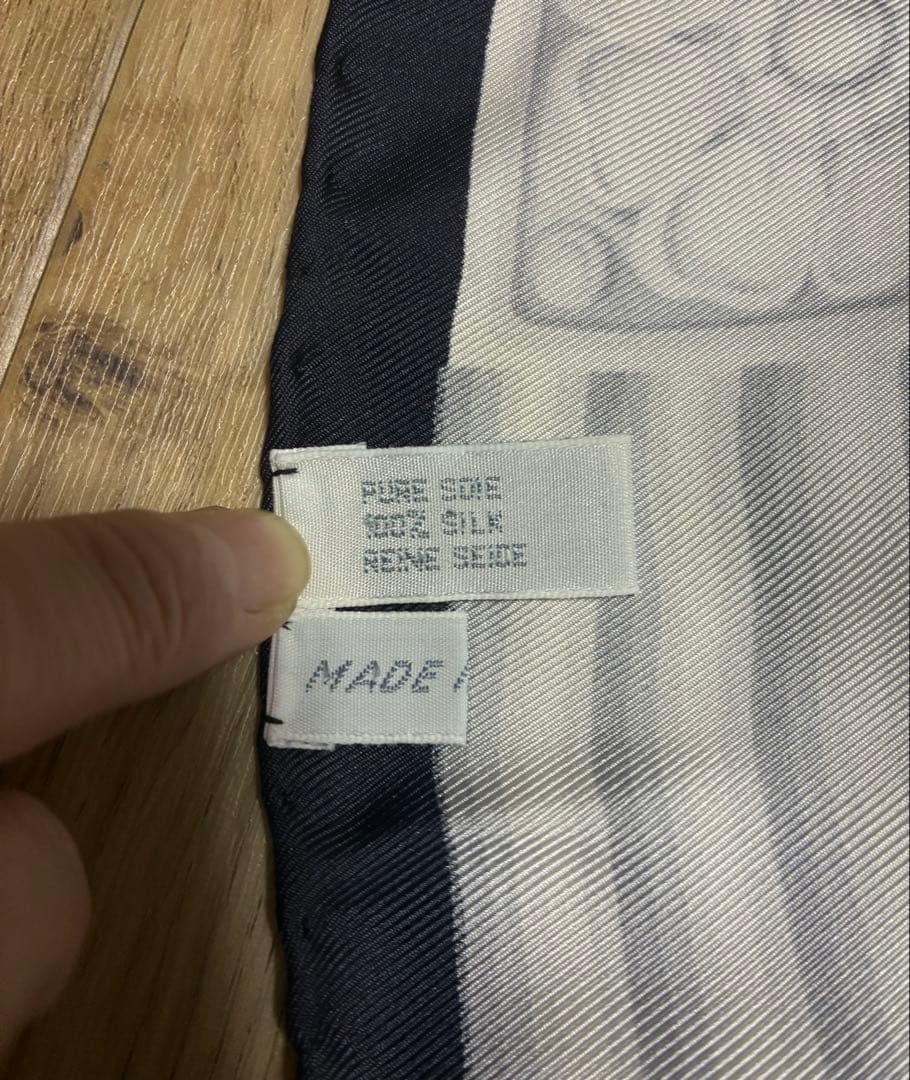 PURE SOIE
100% SILK
REINE SEIDE
MADE